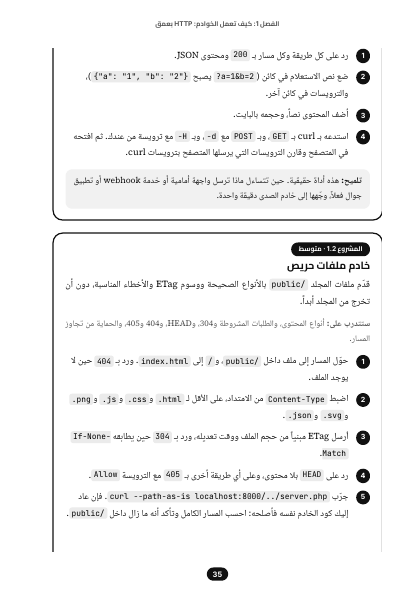 الفصل 1: كيف تعمل الخوادم: HTTP بعمق
1 رد على كل طريقة وكل مسار بـ 200 ومحتوى JSON.
2 ضع نص الاستعلام في كائن (?a=1&b=2 يصبح {"a": "1", "b": "2"})،
والترويسات في كائن آخر.
3 أضف المحتوى نصاً، وحجمه بالبايت.
4 استدعه بـ curl بـ GET، وبـ POST مع -d، وبـ -H مع ترويسة من عندك. ثم افتحه
في المتصفح وقارن الترويسات التي يرسلها المتصفح بترويسات curl.
تلميح: هذه أداة حقيقية. حين تتساءل ماذا ترسل واجهة أمامية أو خدمة webhook أو تطبيق
جوال فعلاً، وجّهها إلى خادم الصدى دقيقة واحدة.
المشروع 1.2 · متوسط
خادم ملفات حريص
قدّم ملفات المجلد public/ بالأنواع الصحيحة ووسوم ETag والأخطاء المناسبة، دون أن
تخرج من المجلد أبداً.
ستتدرب على: أنواع المحتوى، والطلبات المشروطة و304، وHEAD، و404 و405، والحماية من تجاوز
المسار.
1 حوّل المسار إلى ملف داخل public/، و / إلى index.html. ورد بـ 404 حين لا
يوجد الملف.
2 اضبط Content-Type من الامتداد، على الأقل لـ .html و .css و .js و .png
و .svg و .json.
3 أرسل ETag مبنياً من حجم الملف ووقت تعديله، ورد بـ 304 حين يطابقه If-None-
Match.
4 رد على HEAD بلا محتوى، وعلى أي طريقة أخرى بـ 405 مع الترويسة Allow.
5 جرّب curl --path-as-is localhost:8000/../server.php. فإن عاد
إليك كود الخادم نفسه فأصلحه: احسب المسار الكامل وتأكد أنه ما زال داخل public/.
35